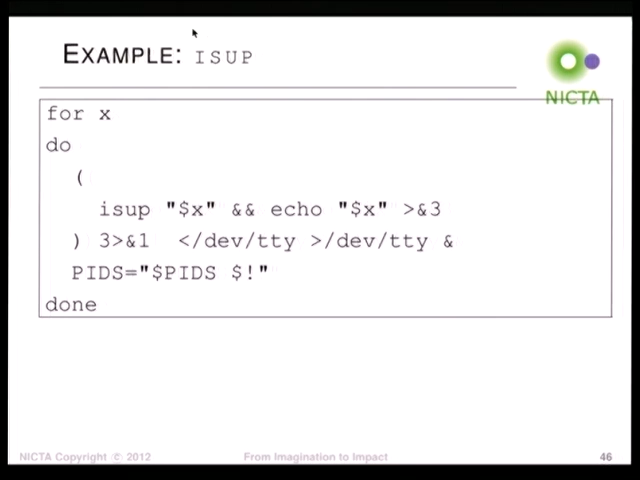 EXAMPLE: ISUP
NICTA
for x
do
(
isup "$x" && echo "$x" >&3
) 3>&1 </dev/tty >/dev/tty &
PIDS="$PIDS $!"
done
NICTA Copyright © 2012
From Imagination to Impact
46